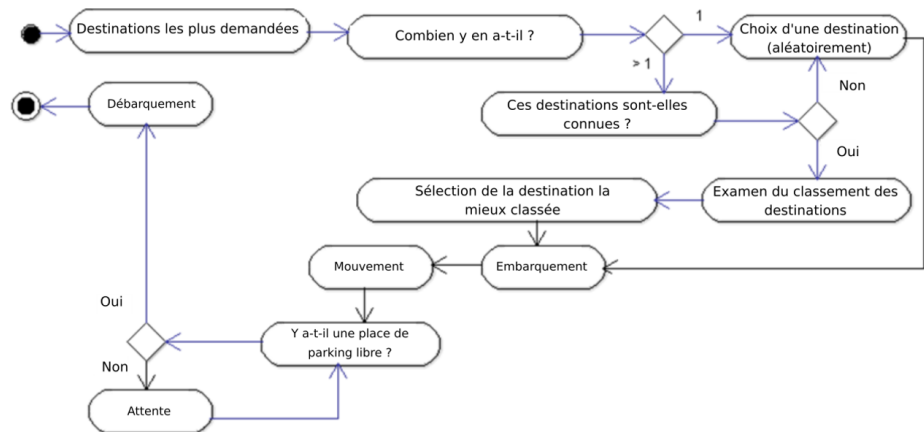 Destinations les plus demandées
Combien y en a-t-il ?
1
Choix d'une destination
(aléatoirement)
> 1
Non
Débarquement
Ces destinations sont-elles
connues ?
Oui
Sélection de la destination la
mieux classée
Examen du classement des
destinations
Mouvement
Embarquement
Oui
Y a-t-il une place de
parking libre ?
Non
Attente